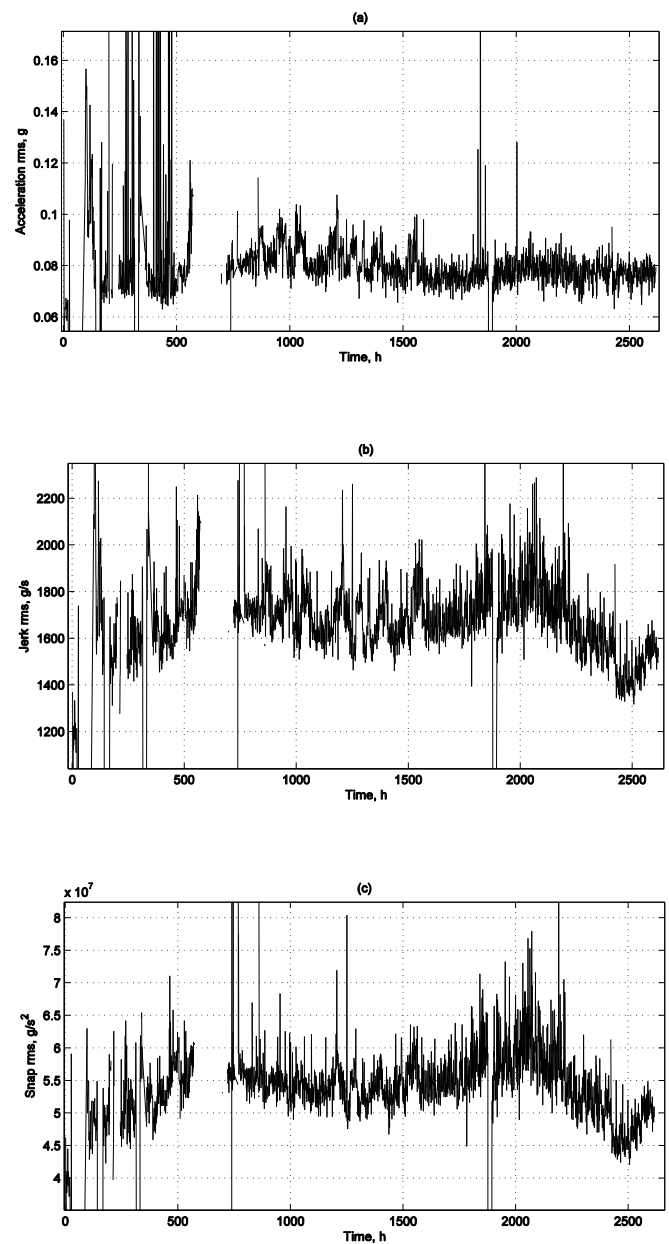 (a)
0.16
0.14
0.12
0.1
0.08
0.06
Acceleration rms, g
0 500 1000 1500 2000 2500
Time, h
(b)
2200
2000
1800
1600
1400
1200
Jerk rms, g/s
0 500 1000 1500 2000 2500
Time, h
(c)
x 10^7
8
7.5
7
6.5
6
5.5
5
4.5
4
Snap rms, g/s^2
0 500 1000 1500 2000 2500
Time, h